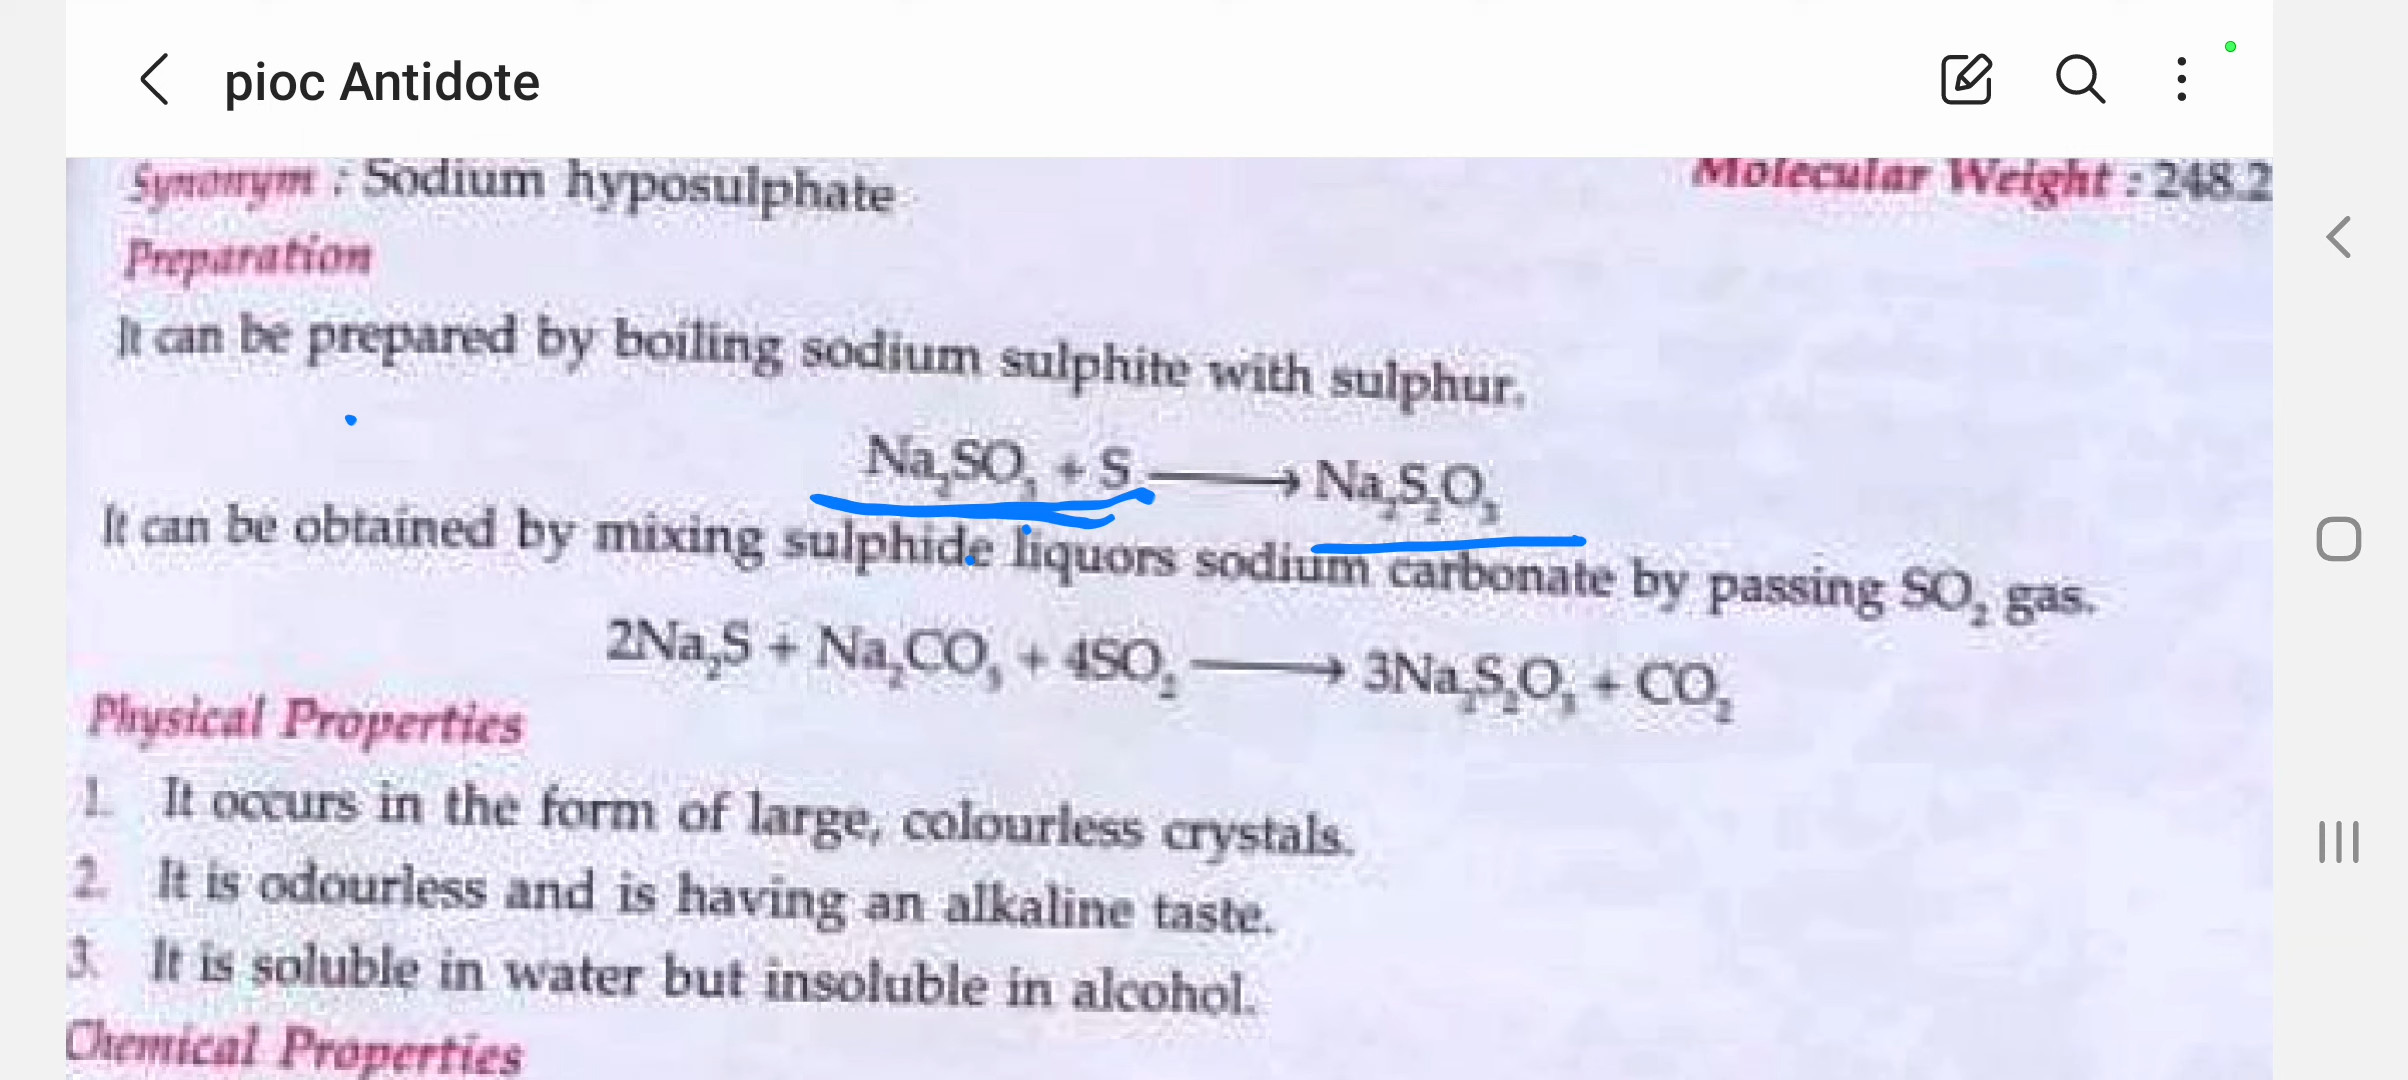 pioc Antidote
Synonym : Sodium hyposulphate Molecular Weight : 248.2
Preparation
It can be prepared by boiling sodium sulphite with sulphur.
Na₂SO₃ + S ⟶ Na₂S₂O₃
It can be obtained by mixing sulphide liquors sodium carbonate by passing SO₂ gas.
2Na₂S + Na₂CO₃ + 4SO₂ ⟶ 3Na₂S₂O₃ + CO₂
Physical Properties
1. It occurs in the form of large, colourless crystals.
2. It is odourless and is having an alkaline taste.
3. It is soluble in water but insoluble in alcohol.
Chemical Properties